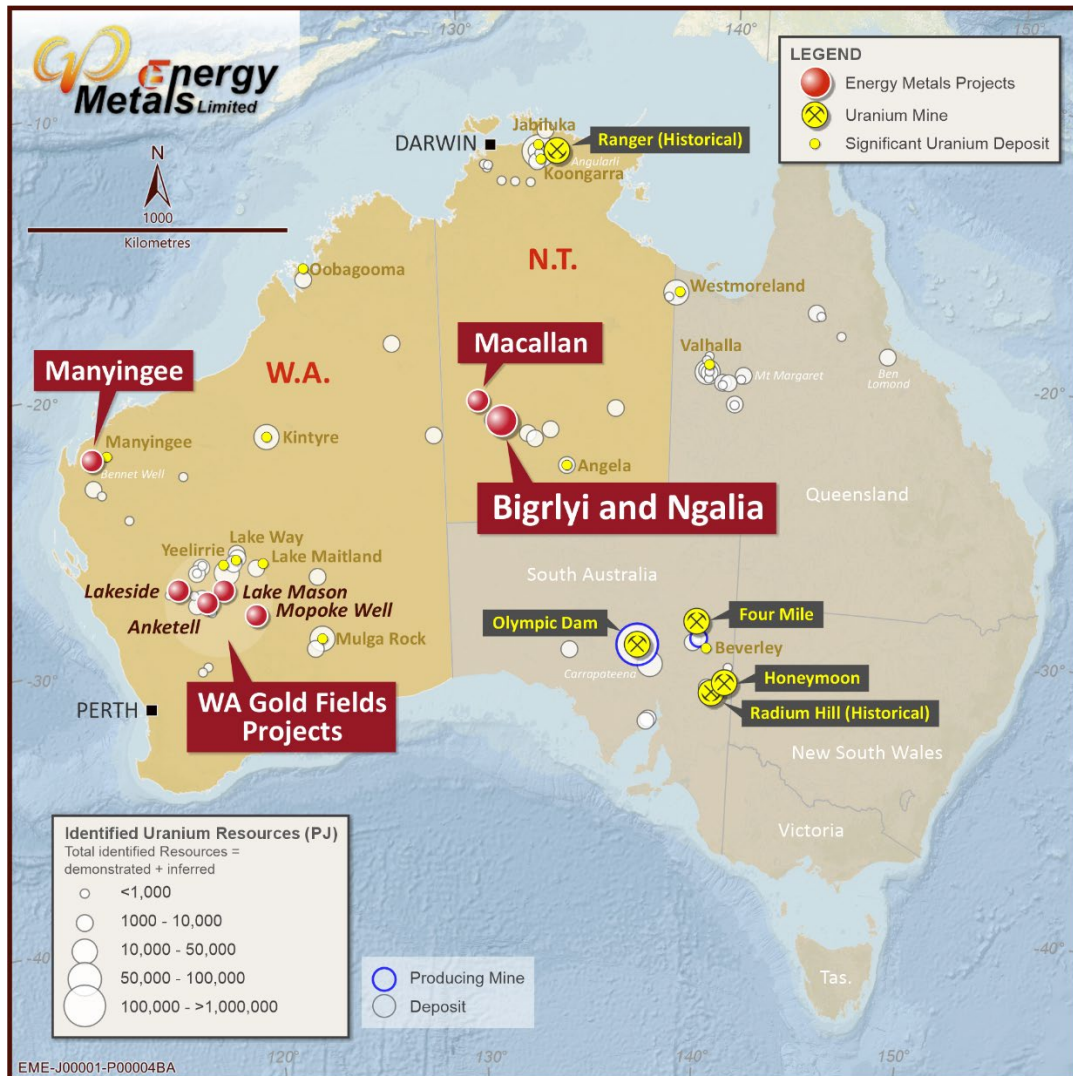 Energy
Metals Limited
130°
140°
150°
LEGEND
Energy Metals Projects
Uranium Mine
Significant Uranium Deposit
-10°
N
1000
Kilometres
DARWIN
Jabiluka
Ranger (Historical)
Angularli
Koongarra
Oobagooma
N.T.
Westmoreland
W.A.
Macallan
Valhalla
Mt Margaret
Ben
Lomond
Manyingee
-20°
-20°
Manyingee
Bennet Well
Kintyre
Angela
Bigrlyi and Ngalia
Queensland
Yeelirrie
Lake Way
Lake Maitland
Lakeside
Lake Mason
Anketell
Mopoke Well
South Australia
Olympic Dam
Four Mile
Beverley
Mulga Rock
Carrapateena
Honeymoon
Radium Hill (Historical)
-30°
-30°
PERTH
WA Gold Fields
Projects
New South Wales
Victoria
Tas.
Identified Uranium Resources (PJ)
Total identified Resources =
demonstrated + inferred
<1,000
1000 - 10,000
10,000 - 50,000
50,000 - 100,000
100,000 - >1,000,000
Producing Mine
Deposit
-40°
-40°
120°
130°
140°
150°
EME-J00001-P00004BA